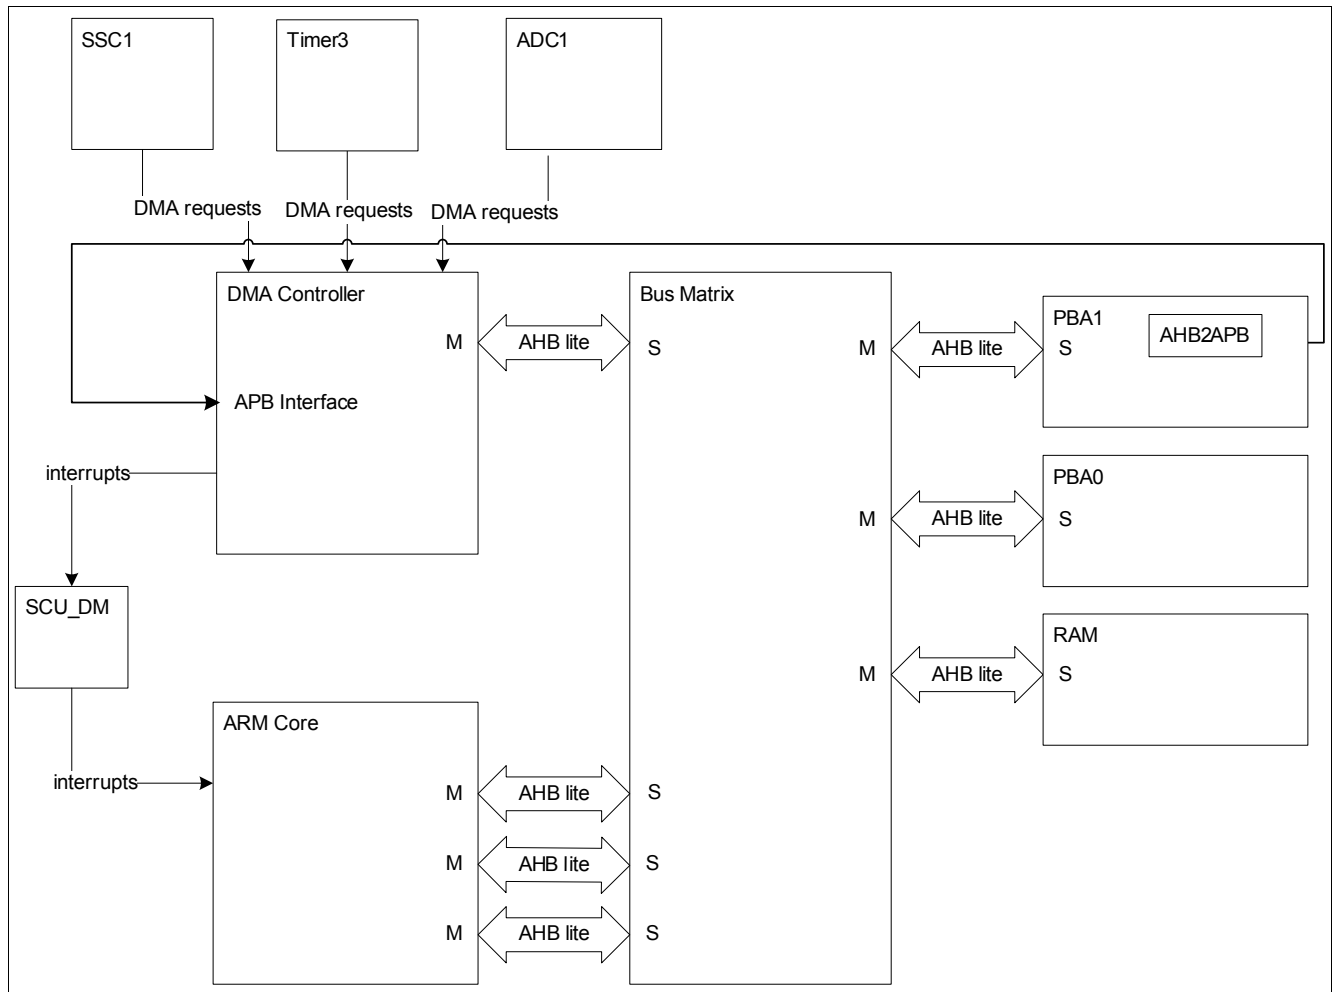 SSC1
Timer3
ADC1
DMA requests
DMA requests
DMA requests
DMA Controller
M
AHB lite
APB Interface
Bus Matrix
S
M
AHB lite
PBA1
S
AHB2APB
interrupts
M
AHB lite
PBA0
S
SCU_DM
M
AHB lite
RAM
S
ARM Core
interrupts
M
AHB lite
S
M
AHB lite
S
M
AHB lite
S